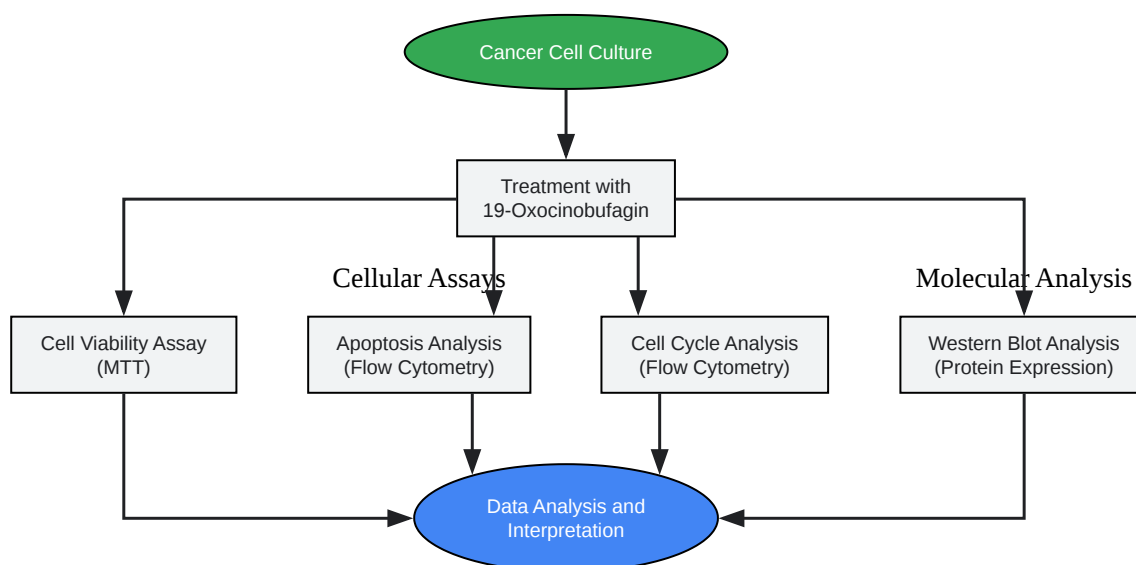 Cancer Cell Culture
Treatment with
19-Oxocinobufagin
Cellular Assays
Molecular Analysis
Cell Viability Assay
(MTT)
Apoptosis Analysis
(Flow Cytometry)
Cell Cycle Analysis
(Flow Cytometry)
Western Blot Analysis
(Protein Expression)
Data Analysis and
Interpretation